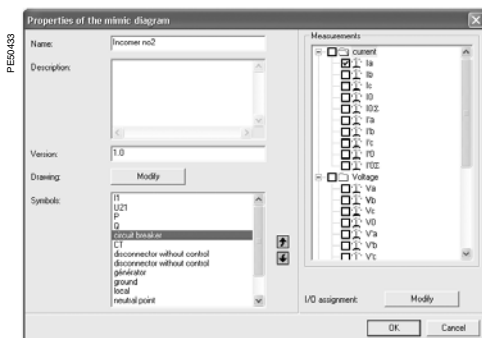 Properties of the mimic diagram
PE50433
Name:
Incomer no2
Description:
Version:
1.0
Drawing:
Modify
Symbols:
I1
U21
P
Q
circuit breaker
CT
disconnector without control
disconnector without control
générator
ground
local
neutral point
Measurements
current
Ia
Ib
Ic
I0
I0Σ
I'a
I'b
I'c
I'0
I'0Σ
Voltage
Va
Vb
Vc
V0
V'a
V'b
V'c
I/O assignment:
Modify
OK
Cancel